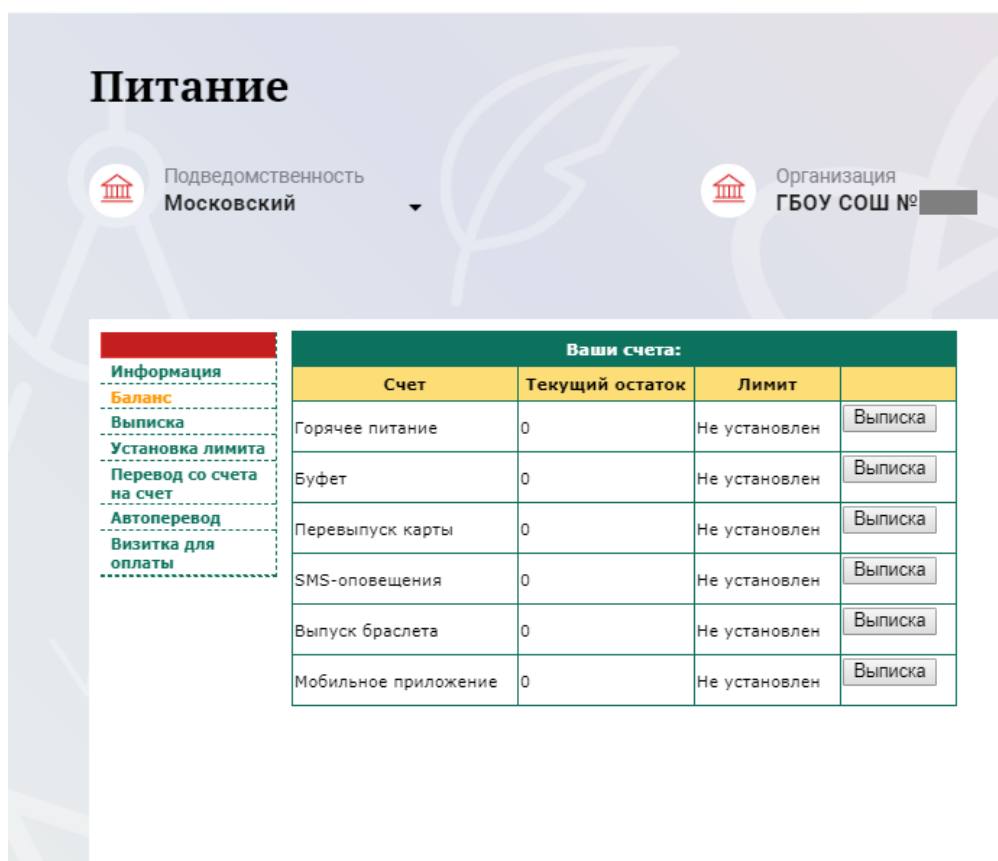 Питание
Подведомственность
Московский
Организация
ГБОУ СОШ №
Информация
Баланс
Выписка
Установка лимита
Перевод со счета
на счет
Автоперевод
Визитка для
оплаты
Ваши счета:
Счет Текущий остаток Лимит
Горячее питание 0 Не установлен Выписка
Буфет 0 Не установлен Выписка
Перевыпуск карты 0 Не установлен Выписка
SMS-оповещения 0 Не установлен Выписка
Выпуск браслета 0 Не установлен Выписка
Мобильное приложение 0 Не установлен Выписка